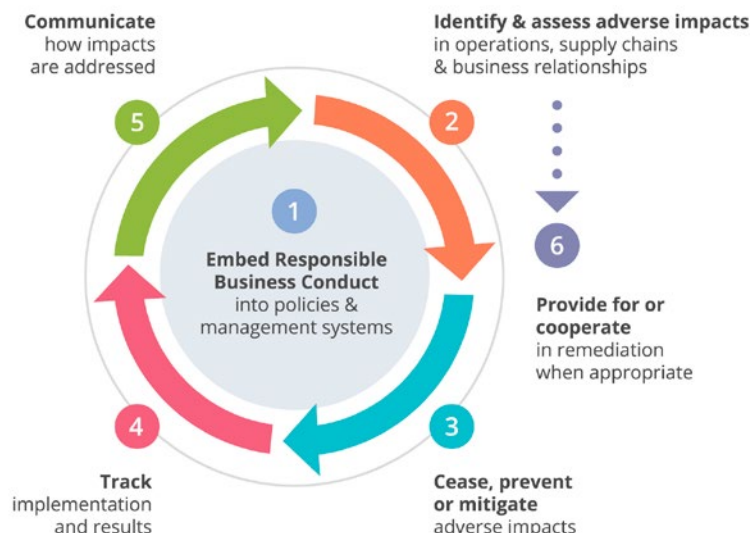 Communicate
how impacts
are addressed
5
Identify & assess adverse impacts
in operations, supply chains
& business relationships
2
1
Embed Responsible
Business Conduct
into policies &
management systems
6
Provide for or
cooperate
in remediation
when appropriate
4
Track
implementation
and results
3
Cease, prevent
or mitigate
adverse impacts